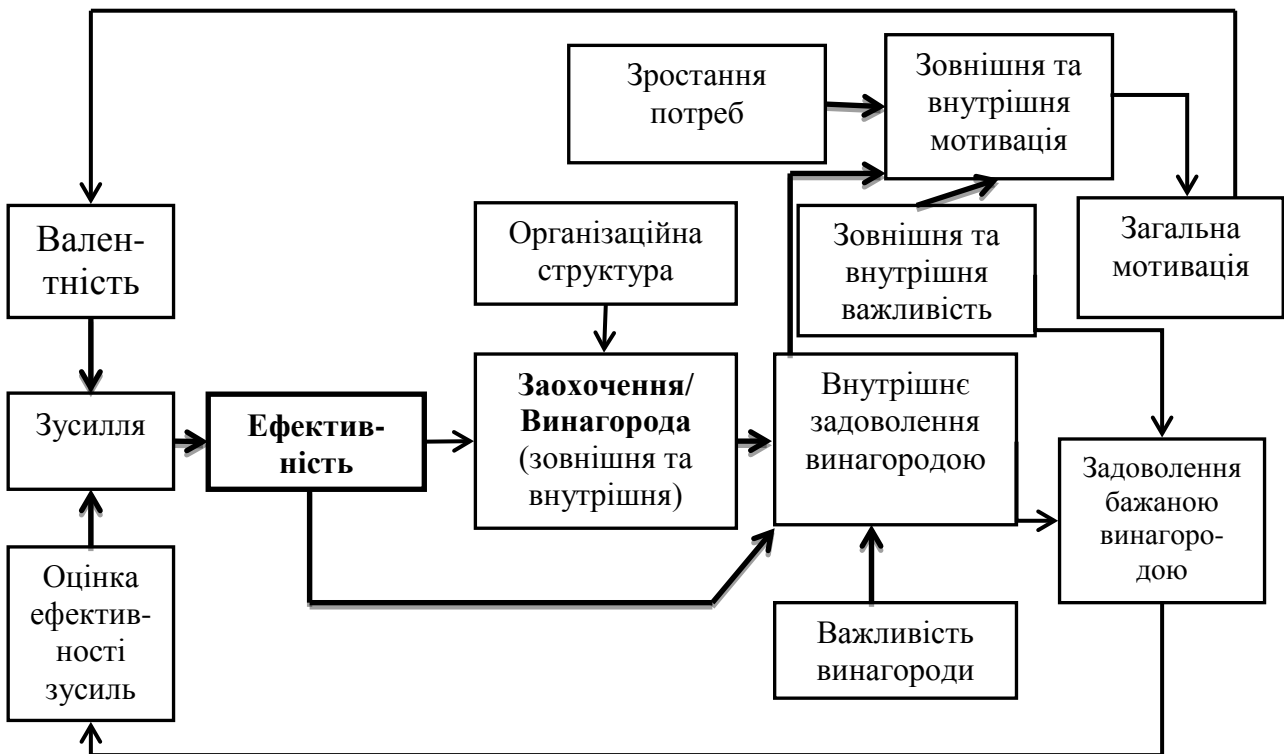 Зростання
потреб
Зовнішня та
внутрішня
мотивація
Вален-
тність
Організаційна
структура
Зовнішня та
внутрішня
важливість
Загальна
мотивація
Зусилля
Ефектив-
ність
Заохочення/
Винагорода
(зовнішня та
внутрішня)
Внутрішнє
задоволення
винагородою
Задоволення
бажаною
винагоро-
дою
Оцінка
ефектив-
ності
зусиль
Важливість
винагороди